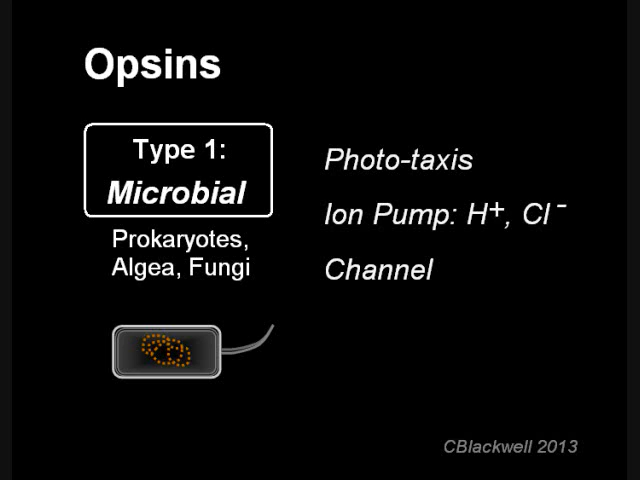 Opsins
Type 1:
Microbial
Prokaryotes,
Algea, Fungi
Photo-taxis
Ion Pump: H+, Cl -
Channel
CBlackwell 2013